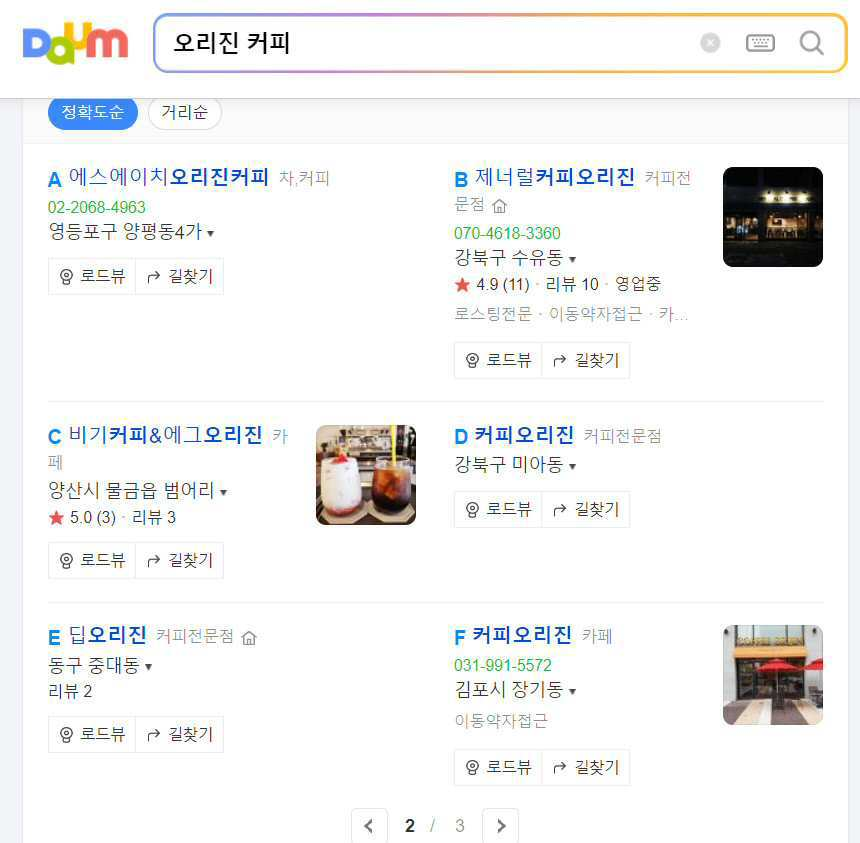 Daum
오리진 커피
정확도순 거리순
A 에스에이치오리진커피 차,커피
02-2068-4963
영등포구 양평동4가
로드뷰 길찾기
B 제너럴커피오리진 커피전
문점
070-4618-3360
강북구 수유동
4.9 (11) · 리뷰 10 · 영업중
로스팅전문 · 이동약자접근 · 카...
로드뷰 길찾기
C 비기커피&에그오리진 카
페
양산시 물금읍 범어리
5.0 (3) · 리뷰 3
로드뷰 길찾기
D 커피오리진 커피전문점
강북구 미아동
로드뷰 길찾기
E 딥오리진 커피전문점
동구 중대동
리뷰 2
로드뷰 길찾기
F 커피오리진 카페
031-991-5572
김포시 장기동
이동약자접근
로드뷰 길찾기
2 / 3